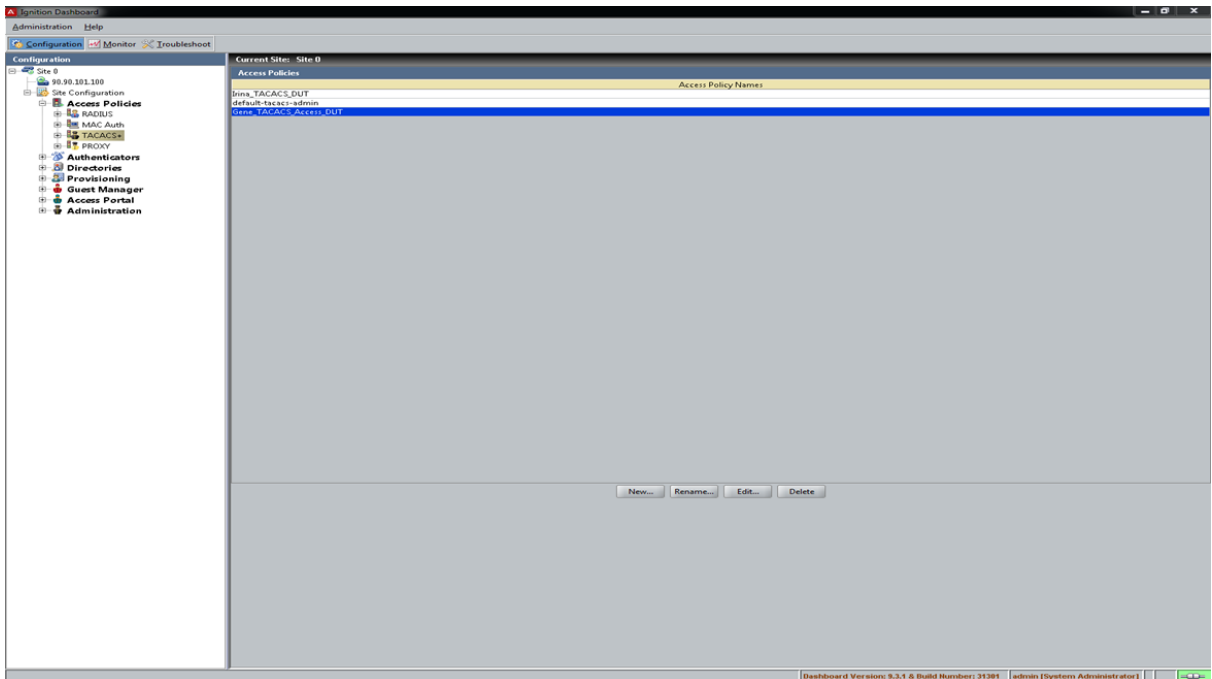 Ignition Dashboard
Administration Help
Configuration Monitor Troubleshoot
Configuration
Site 0
90.90.101.100
Site Configuration
Access Policies
RADIUS
MAC Auth
TACACS+
PROXY
Authenticators
Directories
Provisioning
Guest Manager
Access Portal
Administration
Current Site: Site 0
Access Policies
Access Policy Names
Irina_TACACS_DUT
default-tacacs-admin
Gene_TACACS_Access_DUT
New... Rename... Edit... Delete
Dashboard Version: 9.3.1 & Build Number: 31301 admin [System Administrator]